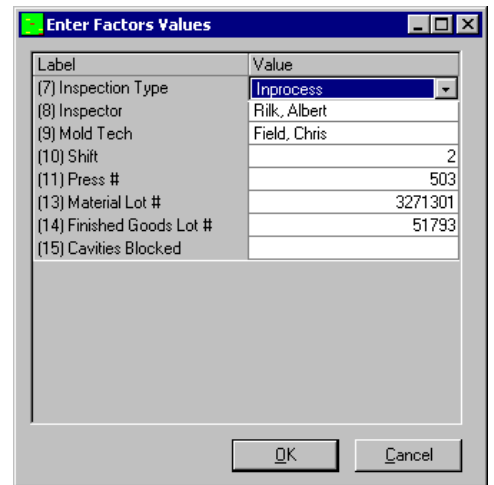 Enter Factors Values
Label Value
(7) Inspection Type Inprocess
(8) Inspector Rilk, Albert
(9) Mold Tech Field, Chris
(10) Shift 2
(11) Press # 503
(13) Material Lot # 3271301
(14) Finished Goods Lot # 51793
(15) Cavities Blocked
OK Cancel